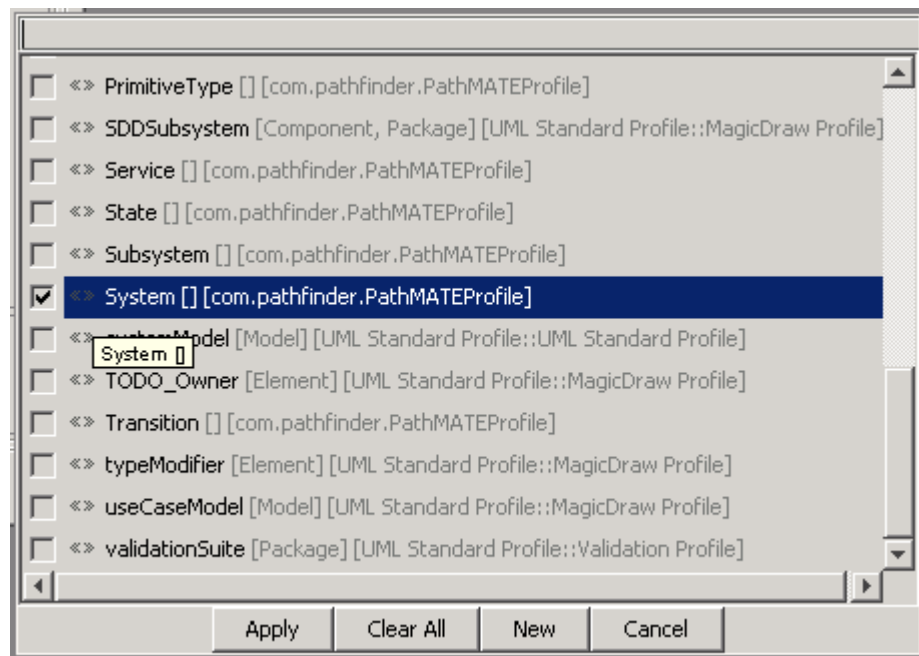 «» PrimitiveType [] [com.pathfinder.PathMATEProfile]
«» SDDSubsystem [Component, Package] [UML Standard Profile::MagicDraw Profile]
«» Service [] [com.pathfinder.PathMATEProfile]
«» State [] [com.pathfinder.PathMATEProfile]
«» Subsystem [] [com.pathfinder.PathMATEProfile]
«» System [] [com.pathfinder.PathMATEProfile]
«» systemModel [Model] [UML Standard Profile::UML Standard Profile]
System []
«» TODO_Owner [Element] [UML Standard Profile::MagicDraw Profile]
«» Transition [] [com.pathfinder.PathMATEProfile]
«» typeModifier [Element] [UML Standard Profile::MagicDraw Profile]
«» useCaseModel [Model] [UML Standard Profile::MagicDraw Profile]
«» validationSuite [Package] [UML Standard Profile::Validation Profile]
Apply Clear All New Cancel